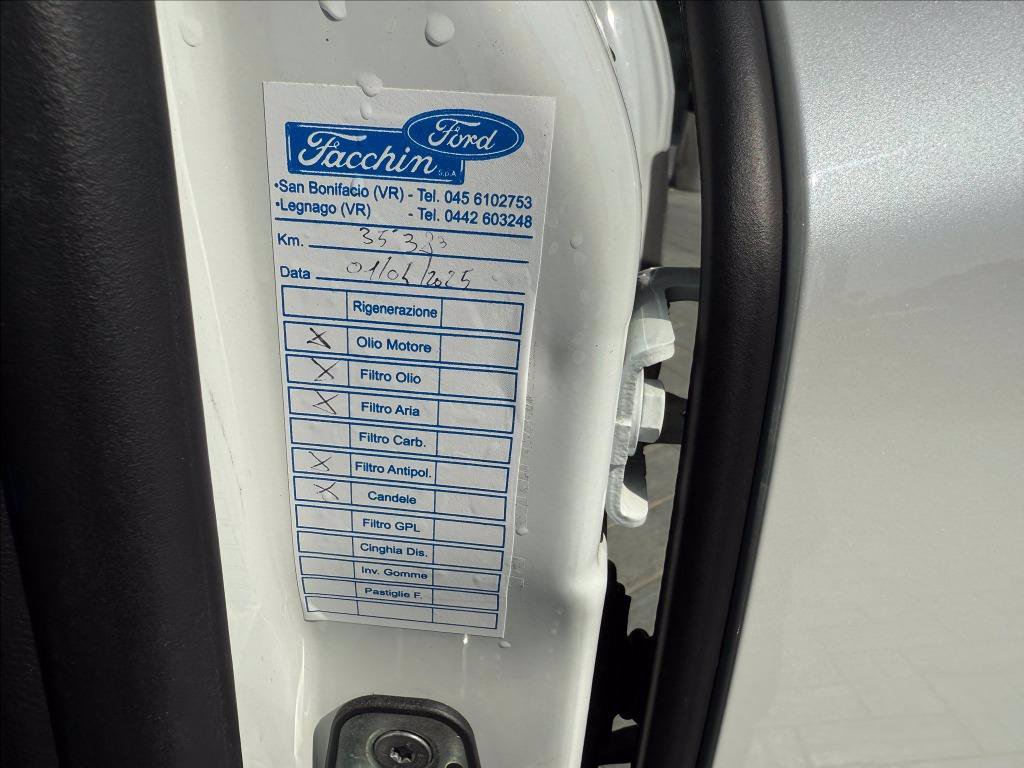 Facchin S.p.A. Ford
•San Bonifacio (VR) - Tel. 045 6102753
•Legnago (VR) - Tel. 0442 603248
Km.
Data
Rigenerazione
X Olio Motore
X Filtro Olio
X Filtro Aria
Filtro Carb.
X Filtro Antipol.
X Candele
Filtro GPL
Cinghia Dis.
Inv. Gomme
Pastiglie F.